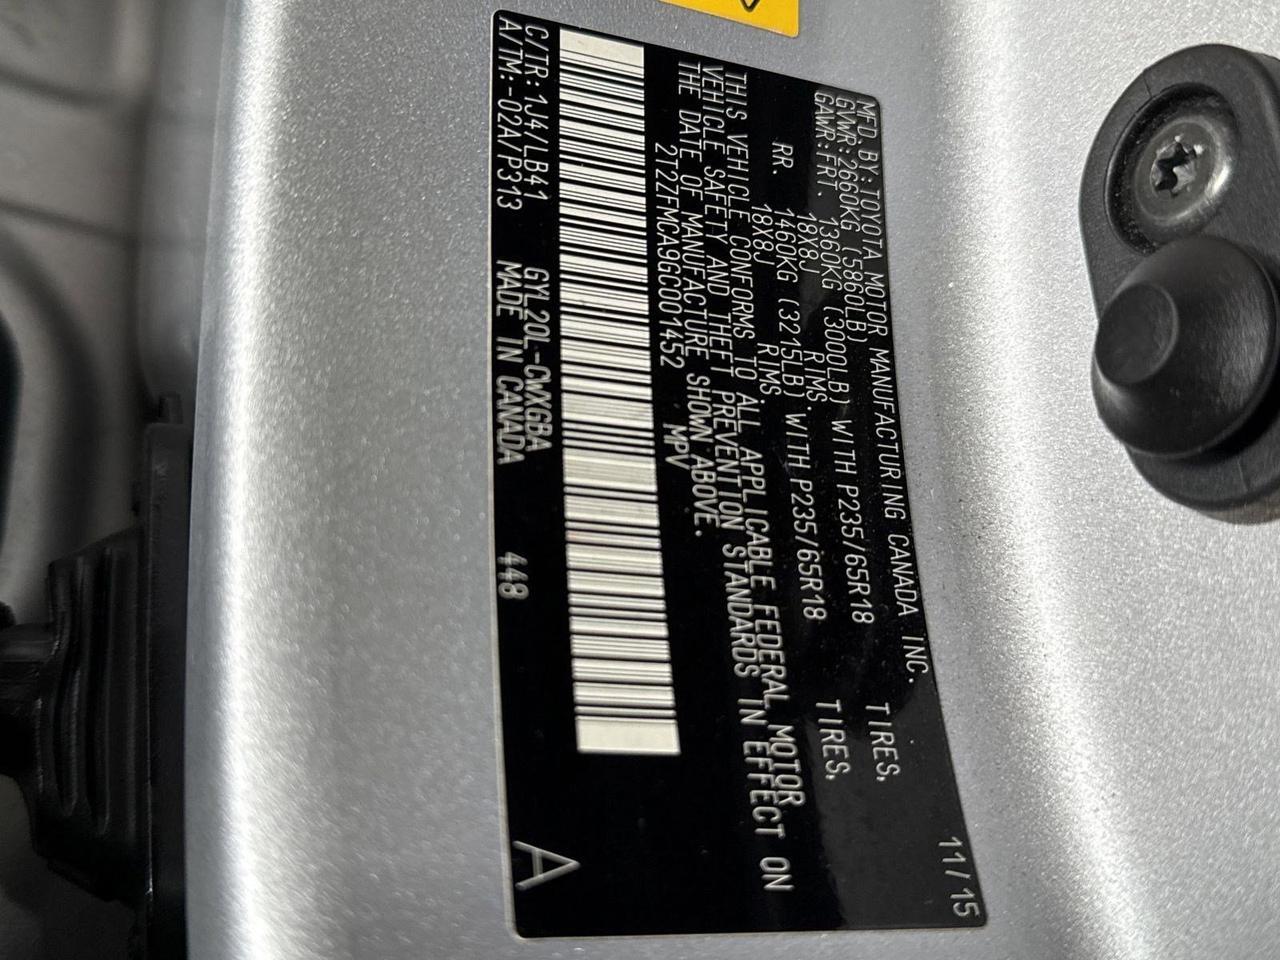 MFD. BY: TOYOTA MOTOR MANUFACTURING CANADA INC. 11/15
GVWR: 2660KG (5860LB)
GAWR: FRT. 1360KG (3000LB) WITH P235/65R18 TIRES,
18X8J RIMS.
RR. 1460KG (3215LB) WITH P235/65R18 TIRES,
18X8J RIMS.
THIS VEHICLE CONFORMS TO ALL APPLICABLE FEDERAL MOTOR
VEHICLE SAFETY AND THEFT PREVENTION STANDARDS IN EFFECT ON
THE DATE OF MANUFACTURE SHOWN ABOVE.
2T2ZFMCA9GC001452 MPV
C/TR: 1J4/LB41 GYL20L-CWXGBA
A/TM: -02A/P313 MADE IN CANADA 448
A